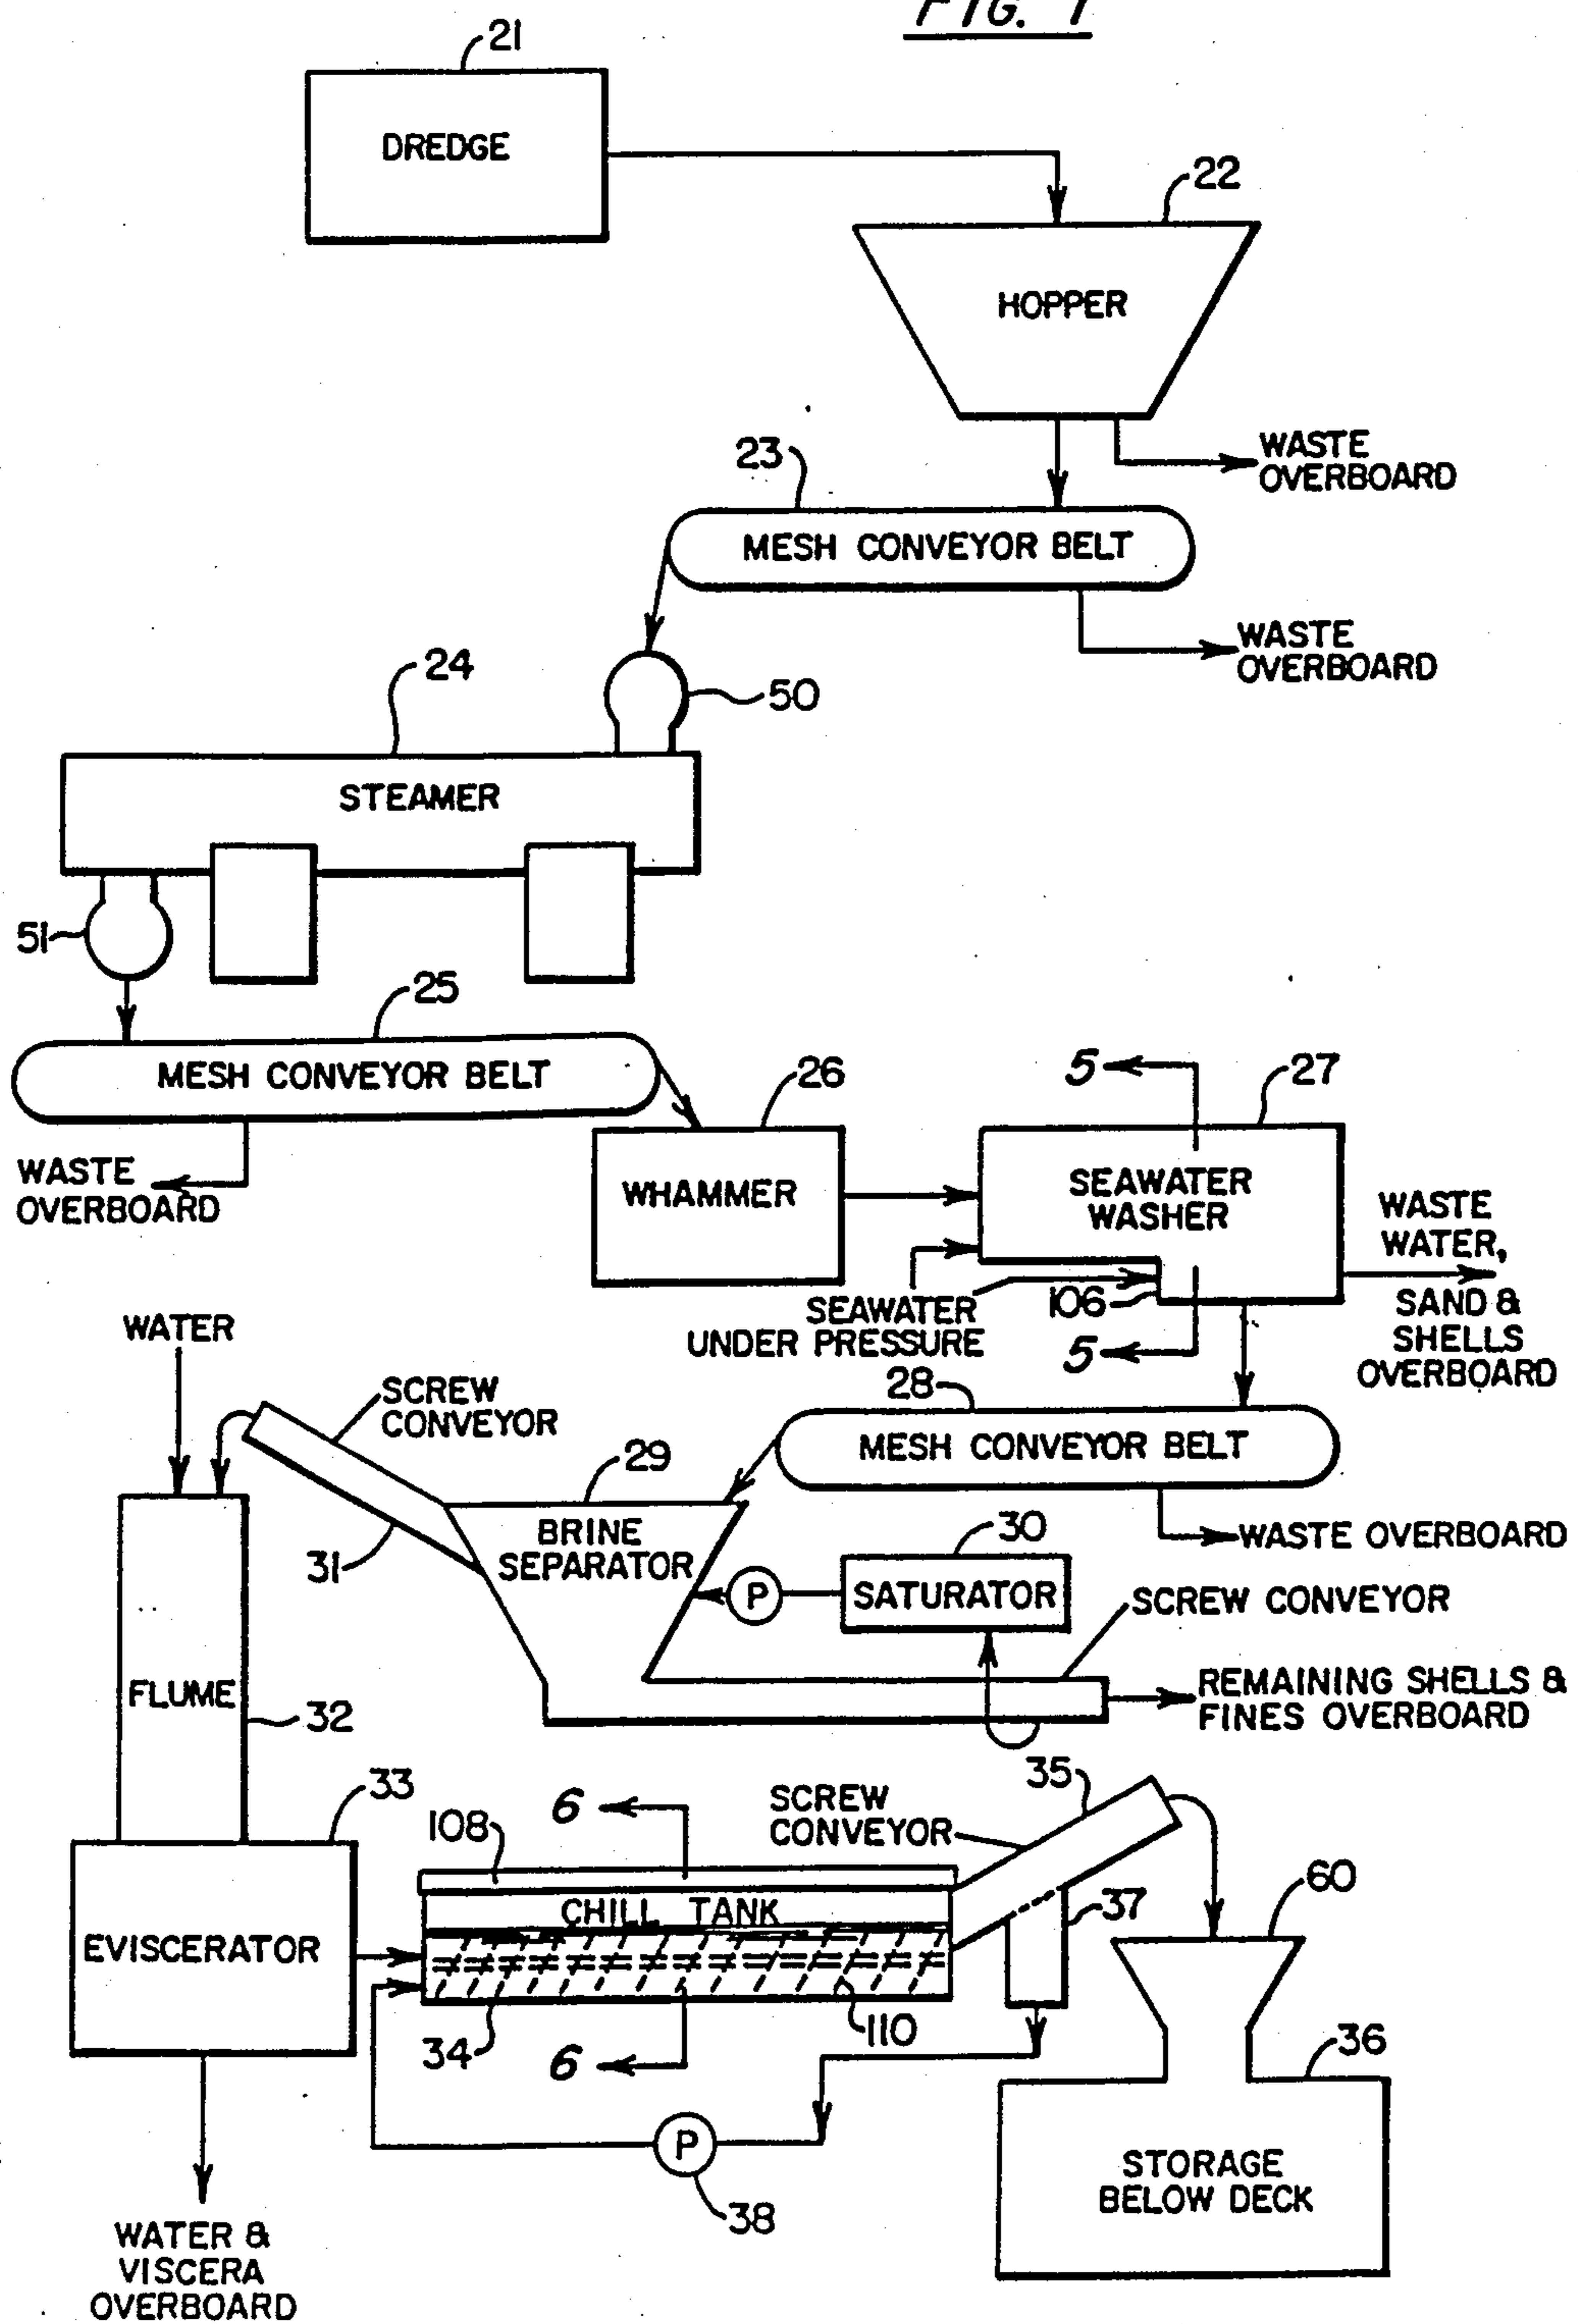 FIG. 1
21
DREDGE
22
HOPPER
WASTE
OVERBOARD
23
MESH CONVEYOR BELT
WASTE
OVERBOARD
24
50
STEAMER
51
25
MESH CONVEYOR BELT
WASTE
OVERBOARD
26
WHAMMER
5
27
SEAWATER
WASHER
WASTE
WATER,
SAND &
SHELLS
OVERBOARD
SEAWATER
UNDER PRESSURE
106
5
WATER
SCREW
CONVEYOR
28
MESH CONVEYOR BELT
WASTE OVERBOARD
29
BRINE
SEPARATOR
31
P
30
SATURATOR
SCREW CONVEYOR
REMAINING SHELLS &
FINES OVERBOARD
FLUME
32
33
EVISCERATOR
108
6
CHILL TANK
SCREW
CONVEYOR
35
37
60
34
6
110
36
P
38
STORAGE
BELOW DECK
WATER &
VISCERA
OVERBOARD